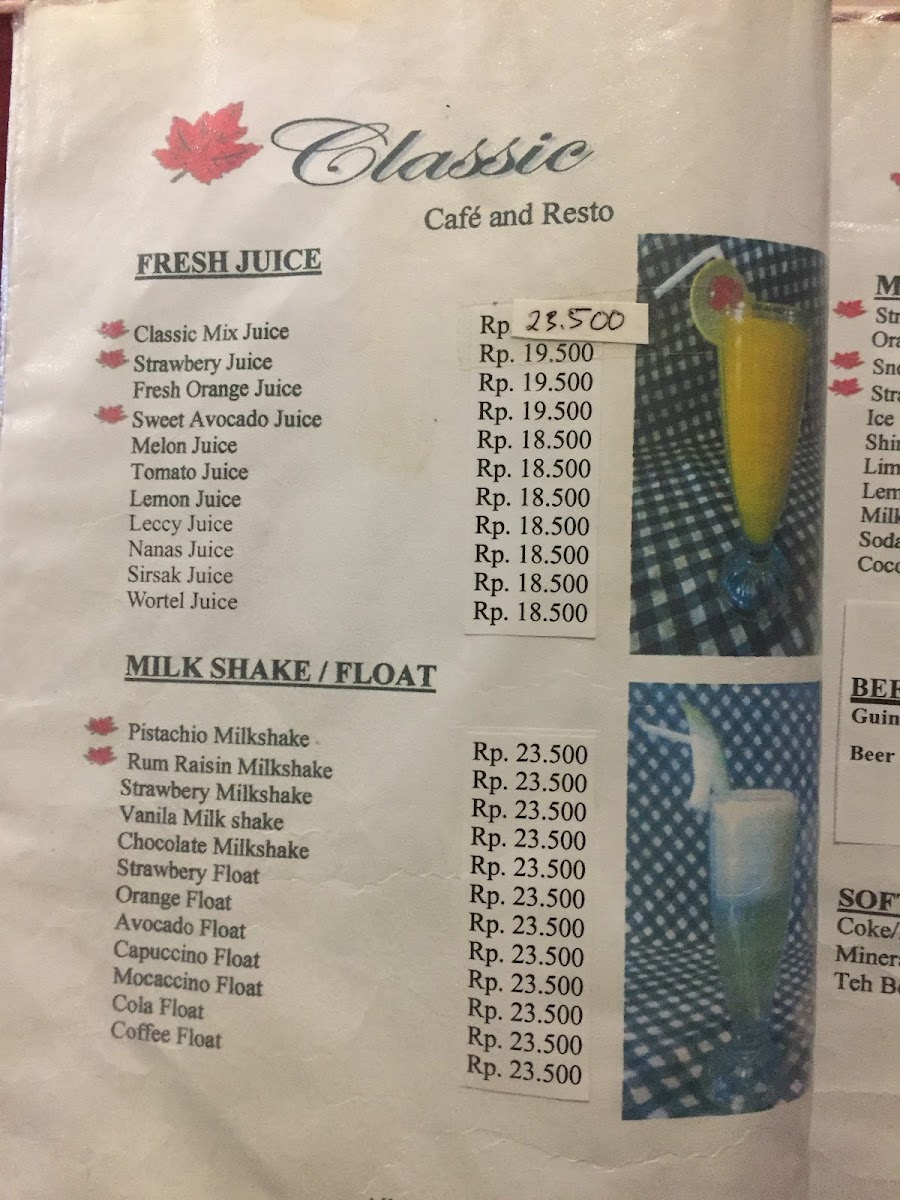 Classic
Café and Resto
FRESH JUICE
Classic Mix Juice Rp 23.500
Strawbery Juice Rp. 19.500
Fresh Orange Juice Rp. 19.500
Sweet Avocado Juice Rp. 19.500
Melon Juice Rp. 18.500
Tomato Juice Rp. 18.500
Lemon Juice Rp. 18.500
Leccy Juice Rp. 18.500
Nanas Juice Rp. 18.500
Sirsak Juice Rp. 18.500
Wortel Juice Rp. 18.500
MILK SHAKE / FLOAT
Pistachio Milkshake Rp. 23.500
Rum Raisin Milkshake Rp. 23.500
Strawbery Milkshake Rp. 23.500
Vanila Milk shake Rp. 23.500
Chocolate Milkshake Rp. 23.500
Strawbery Float Rp. 23.500
Orange Float Rp. 23.500
Avocado Float Rp. 23.500
Capuccino Float Rp. 23.500
Mocaccino Float Rp. 23.500
Cola Float Rp. 23.500
Coffee Float Rp. 23.500
Ice
Beer
Coke/